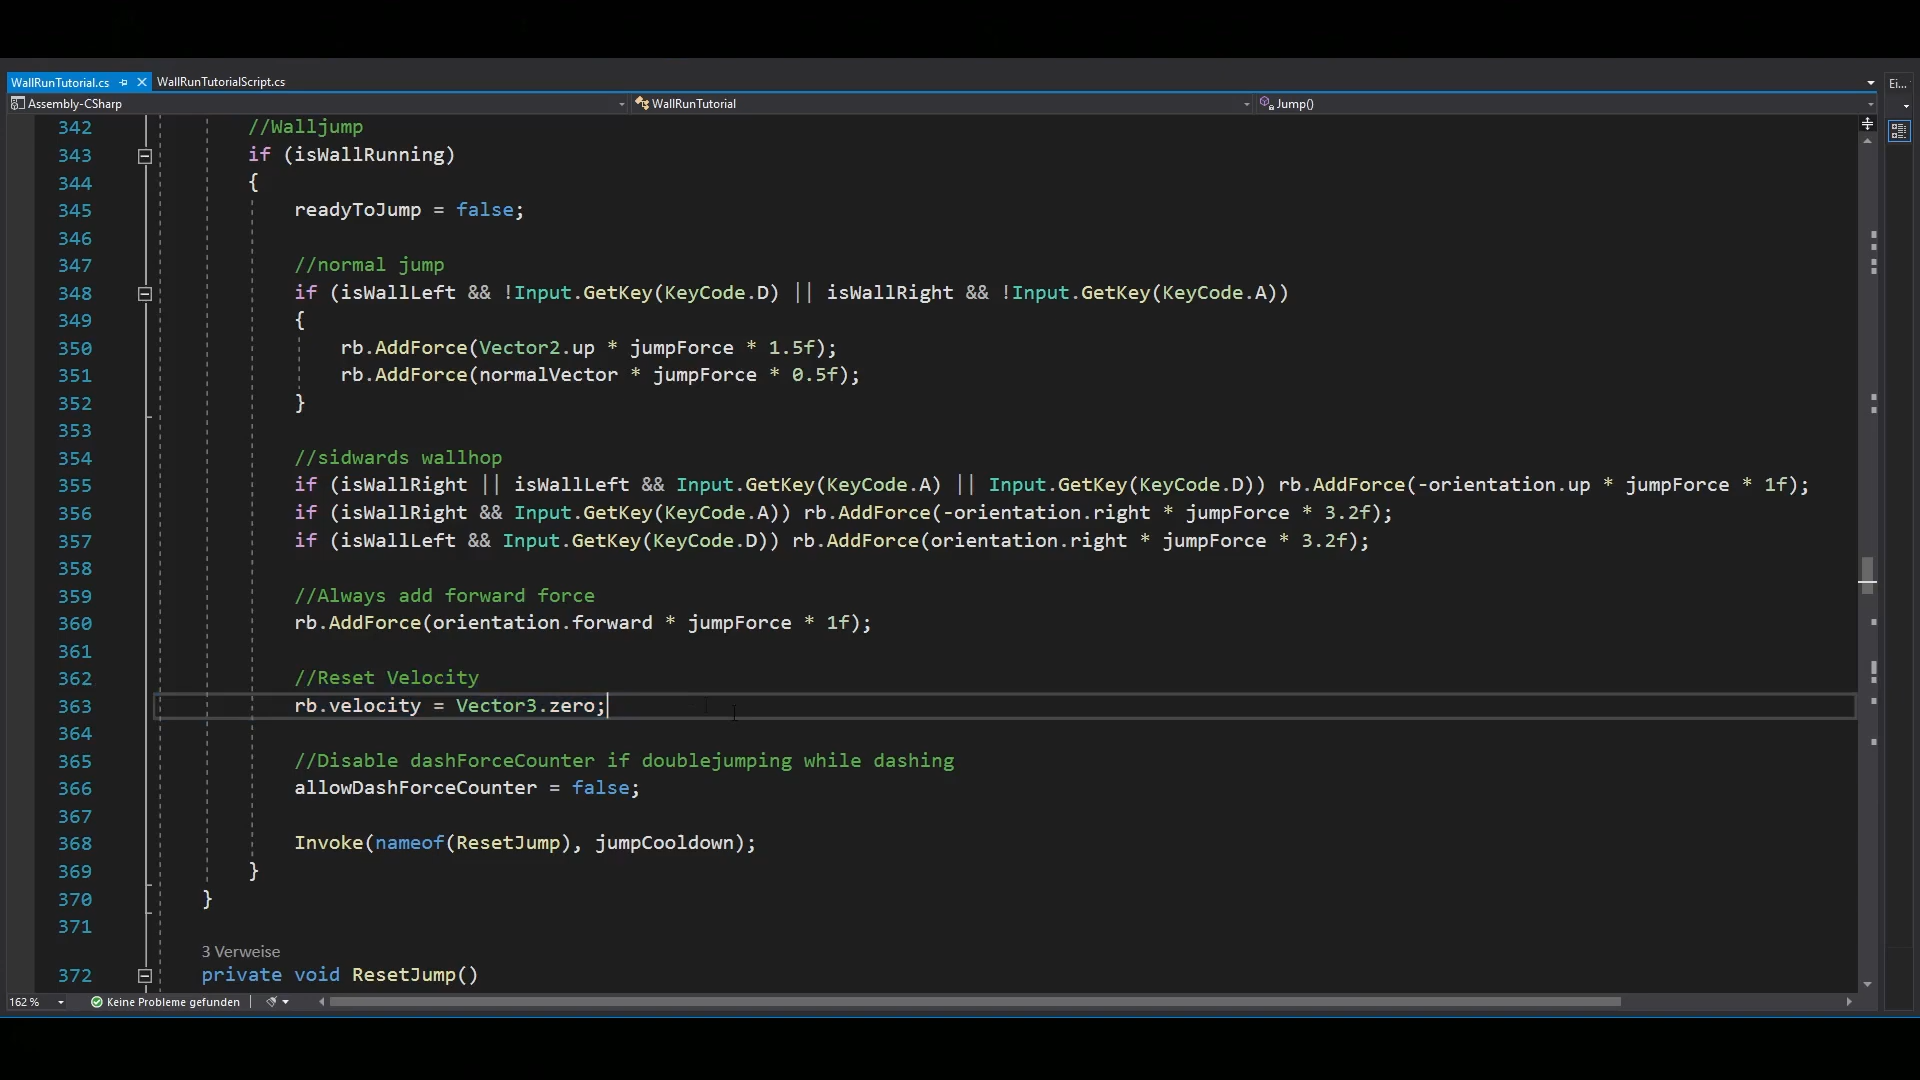 WallRunTutorial.cs WallRunTutorialScript.cs Ei...
Assembly-CSharp WallRunTutorial Jump()
342 //Walljump
343 if (isWallRunning)
344 {
345 readyToJump = false;
346
347 //normal jump
348 if (isWallLeft && !Input.GetKey(KeyCode.D) || isWallRight && !Input.GetKey(KeyCode.A))
349 {
350 rb.AddForce(Vector2.up * jumpForce * 1.5f);
351 rb.AddForce(normalVector * jumpForce * 0.5f);
352 }
353
354 //sidwards wallhop
355 if (isWallRight || isWallLeft && Input.GetKey(KeyCode.A) || Input.GetKey(KeyCode.D)) rb.AddForce(-orientation.up * jumpForce * 1f);
356 if (isWallRight && Input.GetKey(KeyCode.A)) rb.AddForce(-orientation.right * jumpForce * 3.2f);
357 if (isWallLeft && Input.GetKey(KeyCode.D)) rb.AddForce(orientation.right * jumpForce * 3.2f);
358
359 //Always add forward force
360 rb.AddForce(orientation.forward * jumpForce * 1f);
361
362 //Reset Velocity
363 rb.velocity = Vector3.zero;
364
365 //Disable dashForceCounter if doublejumping while dashing
366 allowDashForceCounter = false;
367
368 Invoke(nameof(ResetJump), jumpCooldown);
369 }
370 }
371
3 Verweise
372 private void ResetJump()
162 % Keine Probleme gefunden